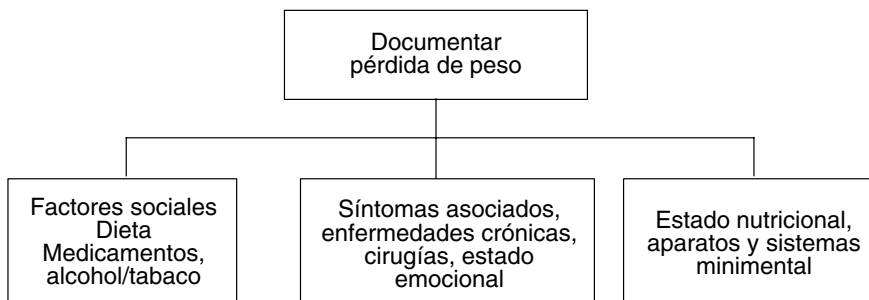 Documentar
pérdida de peso
Factores sociales
Dieta
Medicamentos,
alcohol/tabaco
Síntomas asociados,
enfermedades crónicas,
cirugías, estado
emocional
Estado nutricional,
aparatos y sistemas
minimental